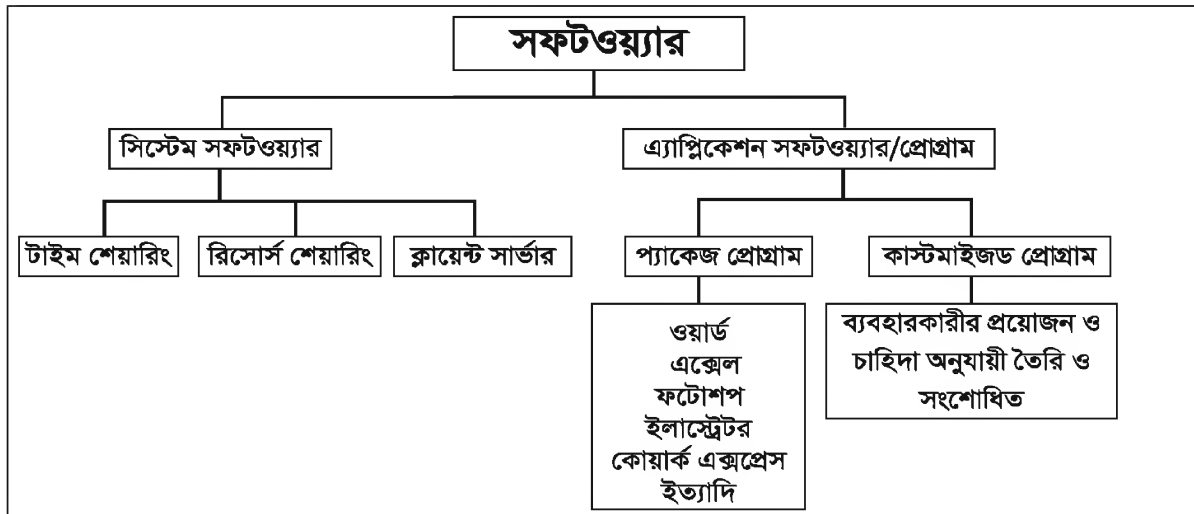 সফটওয়্যার
সিস্টেম সফটওয়্যার
এ্যাপ্লিকেশন সফটওয়্যার/প্রোগ্রাম
টাইম শেয়ারিং
রিসোর্স শেয়ারিং
ক্লায়েন্ট সার্ভার
প্যাকেজ প্রোগ্রাম
কাস্টমাইজড প্রোগ্রাম
ওয়ার্ড
এক্সেল
ফটোশপ
ইলাস্ট্রেটর
কোয়ার্ক এক্সপ্রেস
ইত্যাদি
ব্যবহারকারীর প্রয়োজন ও
চাহিদা অনুযায়ী তৈরি ও
সংশোধিত